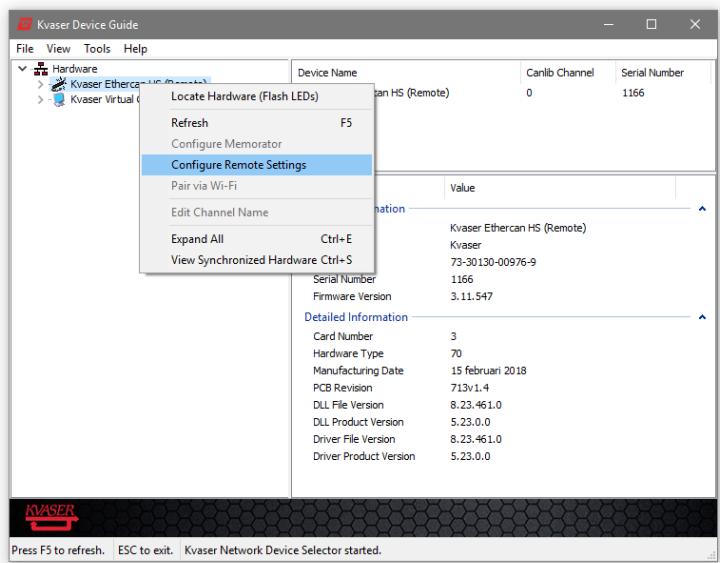 Kvaser Device Guide
File View Tools Help
Hardware
Kvaser Ethercan HS (Remote)
Kvaser Virtual
Locate Hardware (Flash LEDs)
Refresh F5
Configure Memorator
Configure Remote Settings
Pair via Wi-Fi
Edit Channel Name
Expand All Ctrl+E
View Synchronized Hardware Ctrl+S
Device Name Canlib Channel Serial Number
HS (Remote) 0 1166
Value
Kvaser Ethercan HS (Remote)
Kvaser
73-30130-00976-9
Serial Number 1166
Firmware Version 3.11.547
Detailed Information
Card Number 3
Hardware Type 70
Manufacturing Date 15 februari 2018
PCB Revision 713v1.4
DLL File Version 8.23.461.0
DLL Product Version 5.23.0.0
Driver File Version 8.23.461.0
Driver Product Version 5.23.0.0
KVASER
Press F5 to refresh. ESC to exit. Kvaser Network Device Selector started.